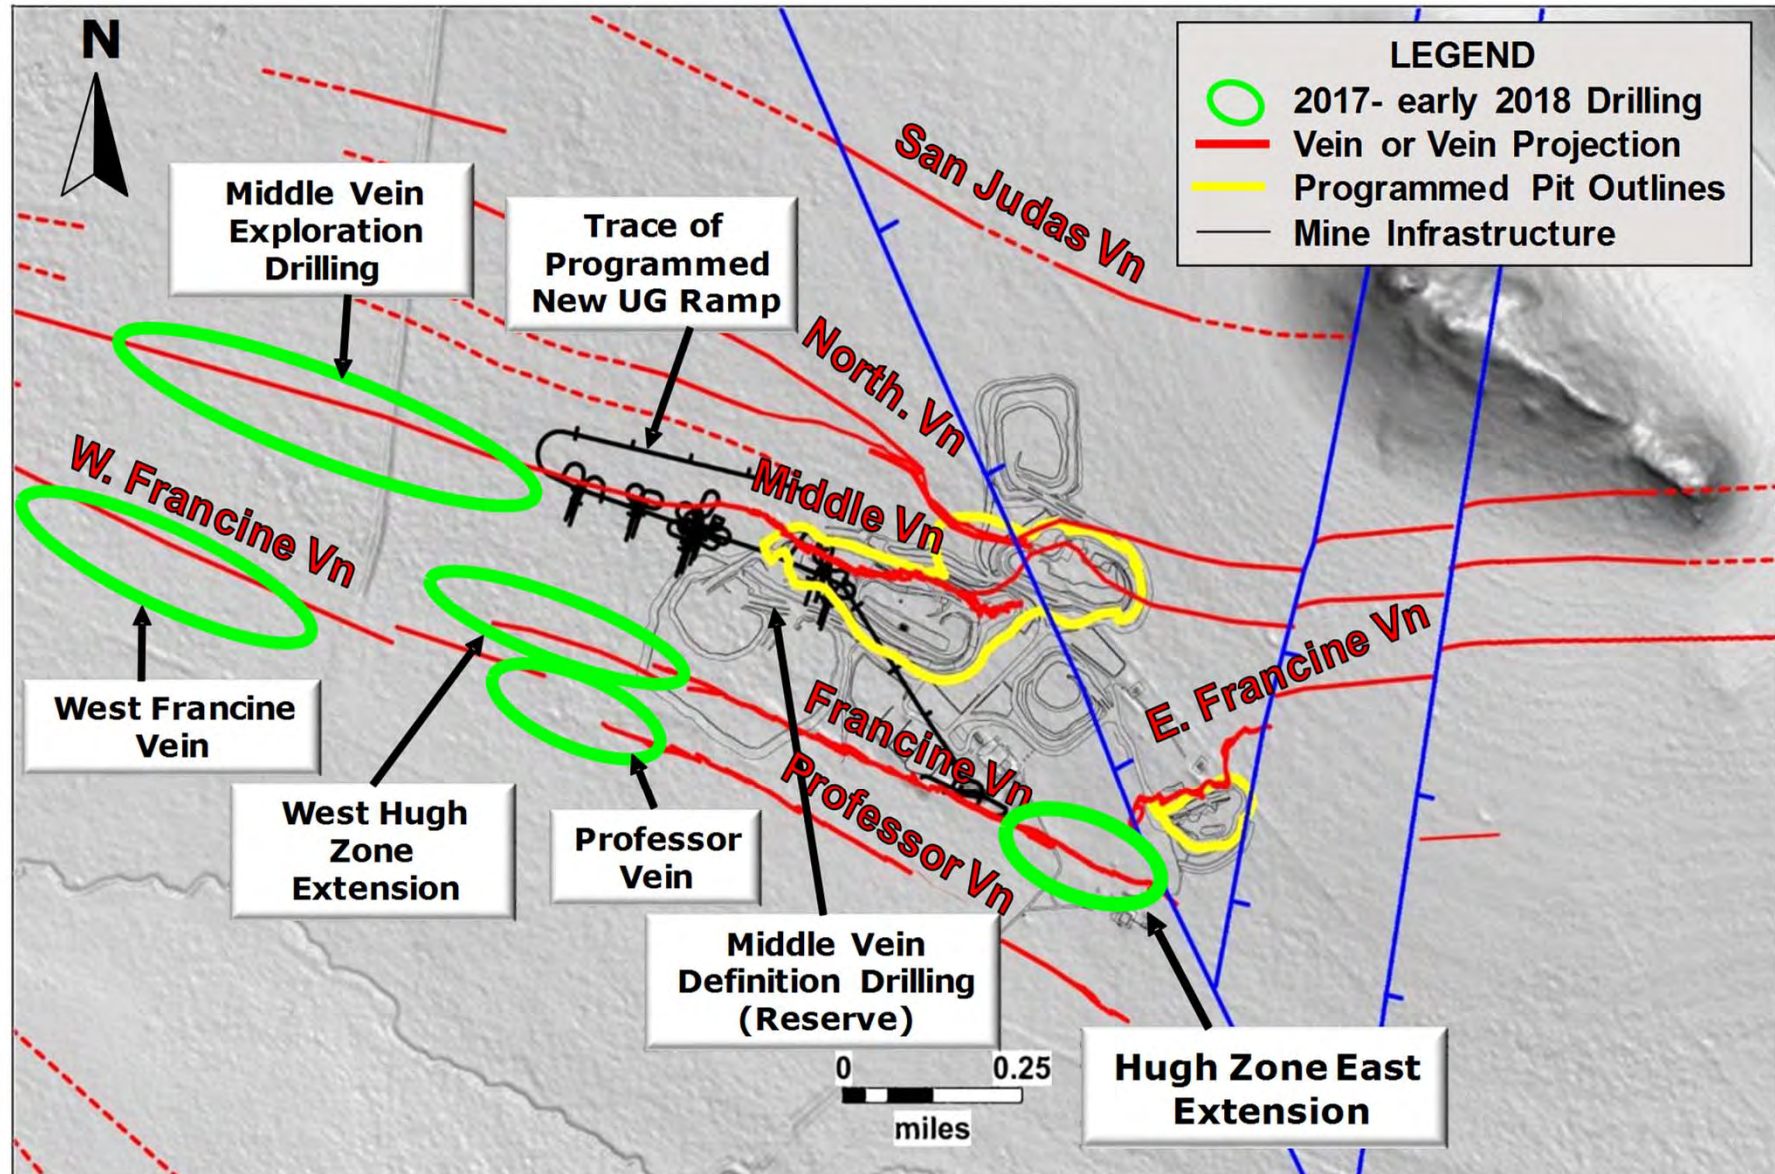 N
LEGEND
2017- early 2018 Drilling
Vein or Vein Projection
Programmed Pit Outlines
Mine Infrastructure
San Judas Vn
Middle Vein
Exploration
Drilling
Trace of
Programmed
New UG Ramp
North. Vn
Middle Vn
W. Francine Vn
E. Francine Vn
Francine Vn
Professor Vn
West Francine
Vein
West Hugh
Zone
Extension
Professor
Vein
Middle Vein
Definition Drilling
(Reserve)
Hugh Zone East
Extension
0 0.25
miles